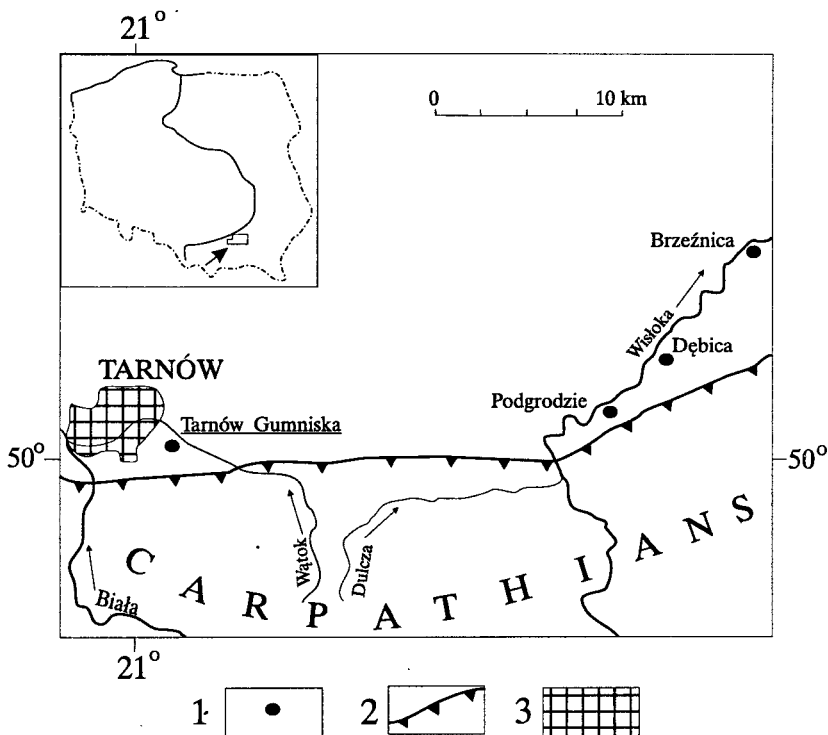 21°
0 10 km
Brzeźnica
Wisłoka
Dębica
TARNÓW
Podgrodzie
Tarnów Gumniska
50°
50°
Wątok
Dulcza
Biała
CARPATHIANS
21°
1 2 3